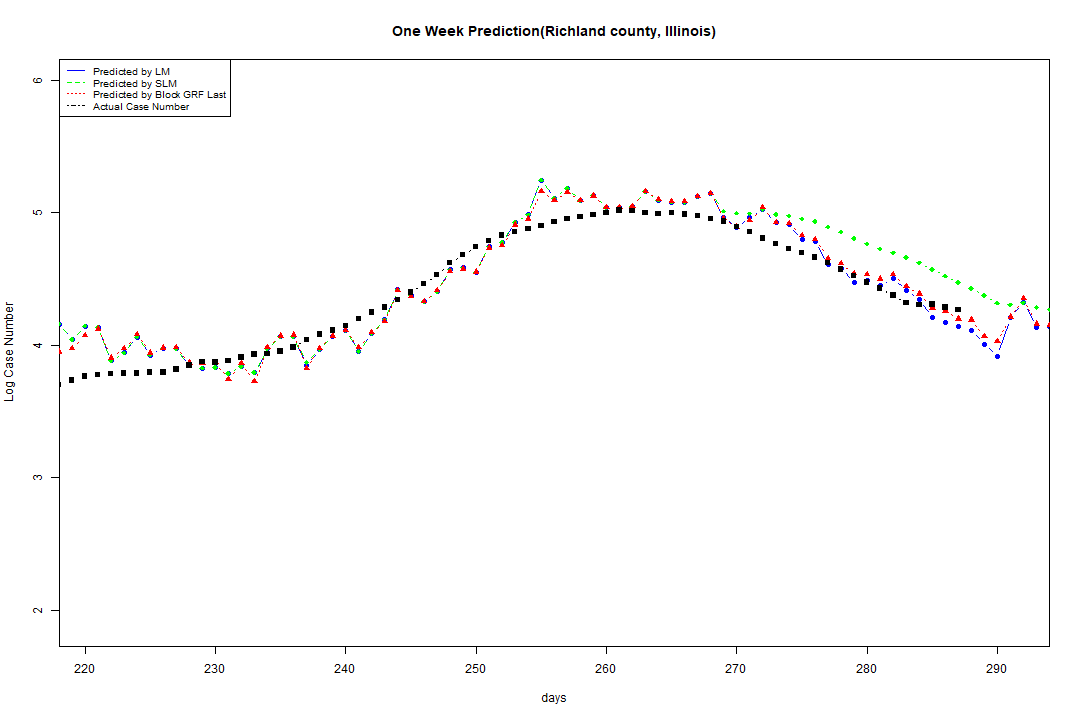 One Week Prediction(Richland county, Illinois)
Predicted by LM
Predicted by SLM
Predicted by Block GRF Last
Actual Case Number
6
5
4
3
2
Log Case Number
220 230 240 250 260 270 280 290
days